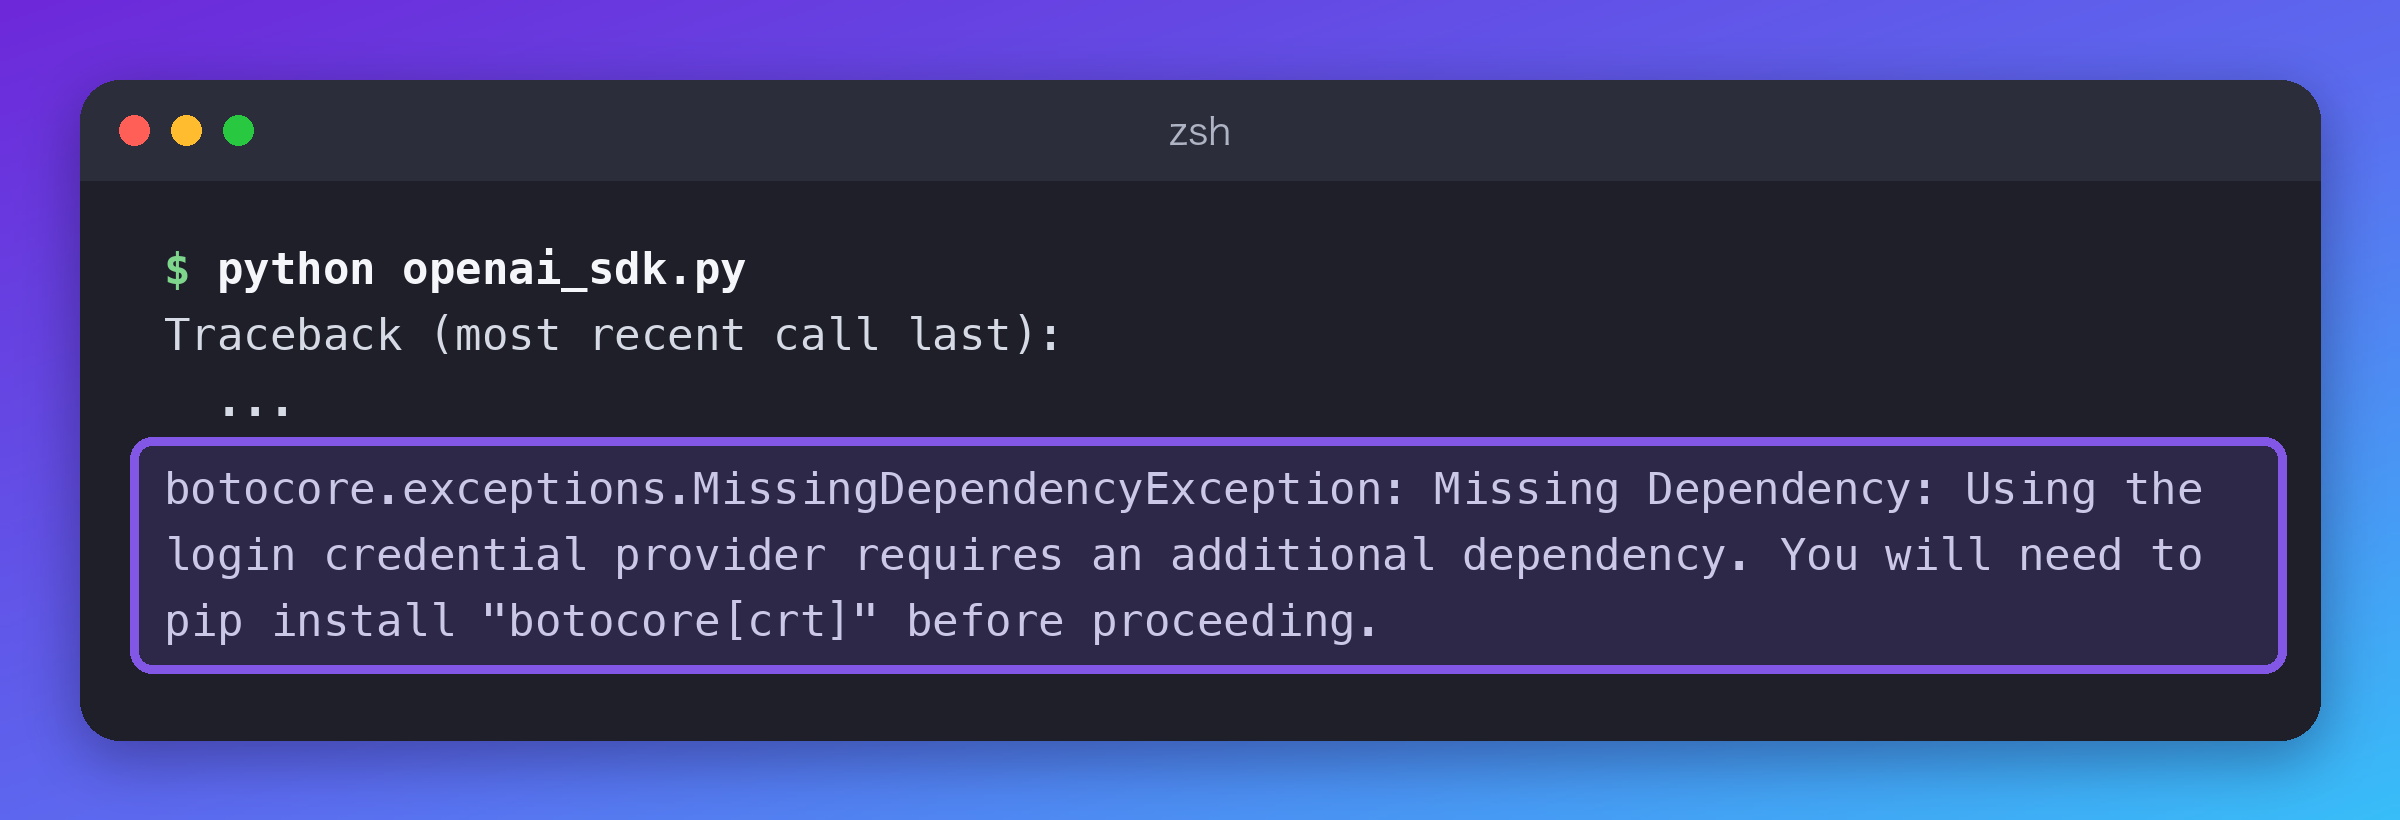 zsh
$ python openai_sdk.py
Traceback (most recent call last):
  ...
botocore.exceptions.MissingDependencyException: Missing Dependency: Using the
login credential provider requires an additional dependency. You will need to
pip install "botocore[crt]" before proceeding.